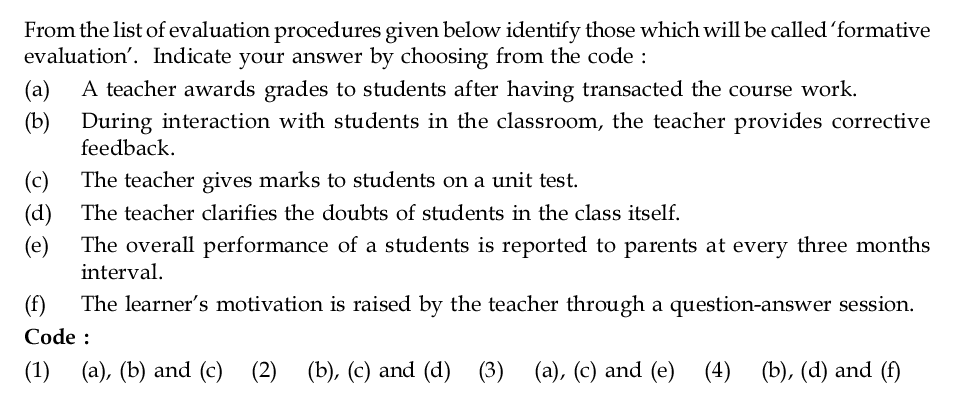 From the list of evaluation procedures given below identify those which will be called 'formative
evaluation'. Indicate your answer by choosing from the code :
(a) A teacher awards grades to students after having transacted the course work.
(b) During interaction with students in the classroom, the teacher provides corrective
feedback.
(c) The teacher gives marks to students on a unit test.
(d) The teacher clarifies the doubts of students in the class itself.
(e) The overall performance of a students is reported to parents at every three months
interval.
(f) The learner's motivation is raised by the teacher through a question-answer session.
Code :
(1) (a), (b) and (c) (2) (b), (c) and (d) (3) (a), (c) and (e) (4) (b), (d) and (f)